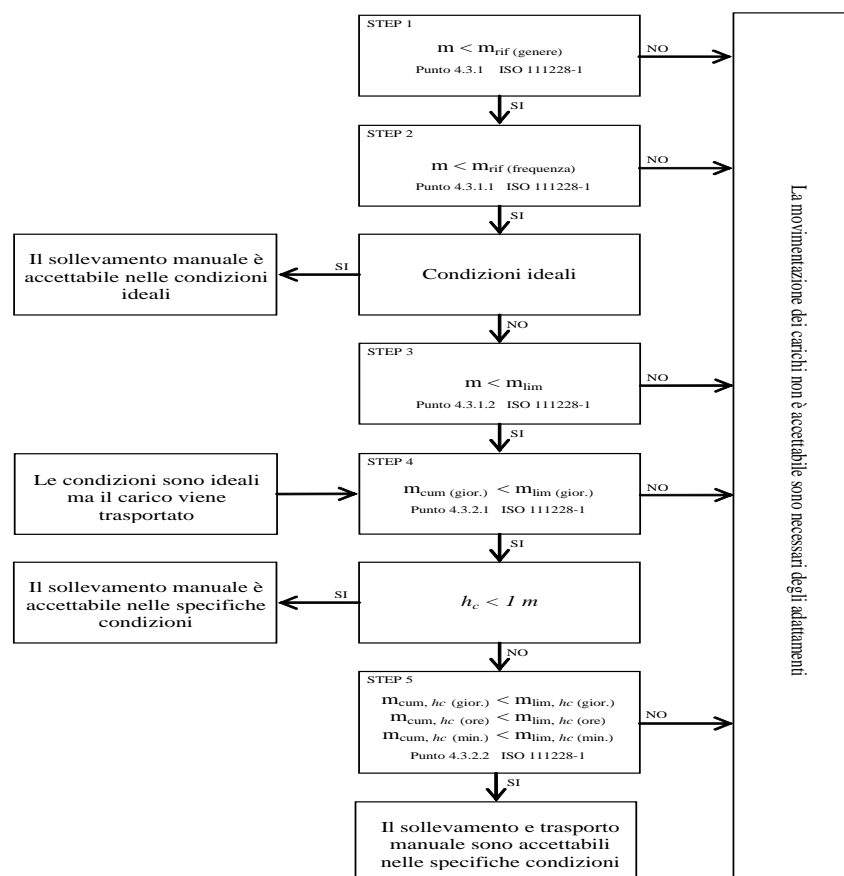 STEP 1
m < mrif (genere)
Punto 4.3.1 ISO 111228-1
NO
SI
STEP 2
m < mrif (frequenza)
Punto 4.3.1.1 ISO 111228-1
NO
SI
Il sollevamento manuale è
accettabile nelle condizioni
ideali
SI
Condizioni ideali
NO
STEP 3
m < mlim
Punto 4.3.1.2 ISO 111228-1
NO
SI
Le condizioni sono ideali
ma il carico viene
trasportato
STEP 4
mcum (gior.) < mlim (gior.)
Punto 4.3.2.1 ISO 111228-1
NO
SI
Il sollevamento manuale è
accettabile nelle specifiche
condizioni
SI
hc < 1 m
NO
STEP 5
mcum, hc (gior.) < mlim, hc (gior.)
mcum, hc (ore) < mlim, hc (ore)
mcum, hc (min.) < mlim, hc (min.)
Punto 4.3.2.2 ISO 111228-1
NO
SI
Il sollevamento e trasporto
manuale sono accettabili
nelle specifiche condizioni
La movimentazione dei carichi non è accettabile sono necessari degli adattamenti